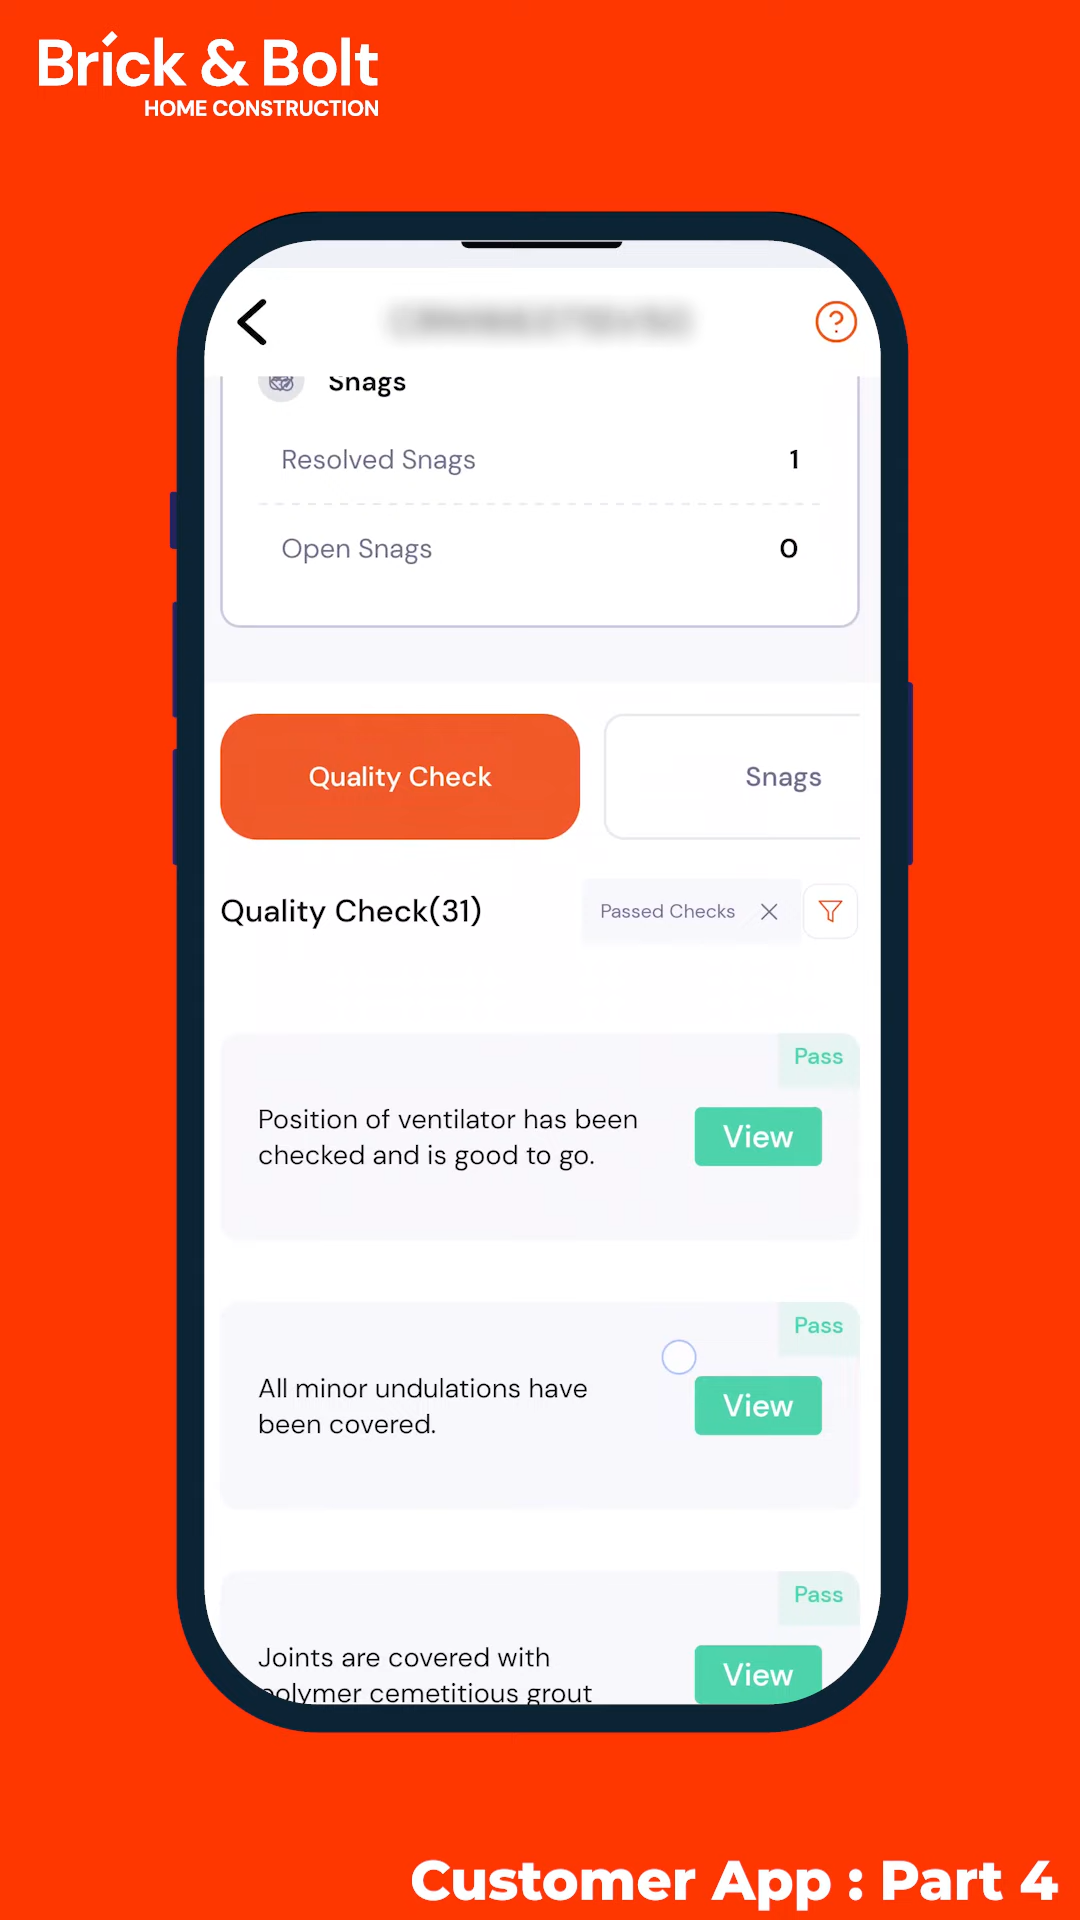 Brick & Bolt
HOME CONSTRUCTION
Snags
Resolved Snags 1
Open Snags 0
Quality Check Snags
Quality Check(31) Passed Checks
Pass
Position of ventilator has been
checked and is good to go.
View
Pass
All minor undulations have
been covered.
View
Pass
Joints are covered with
polymer cemetitious grout
View
Customer App : Part 4